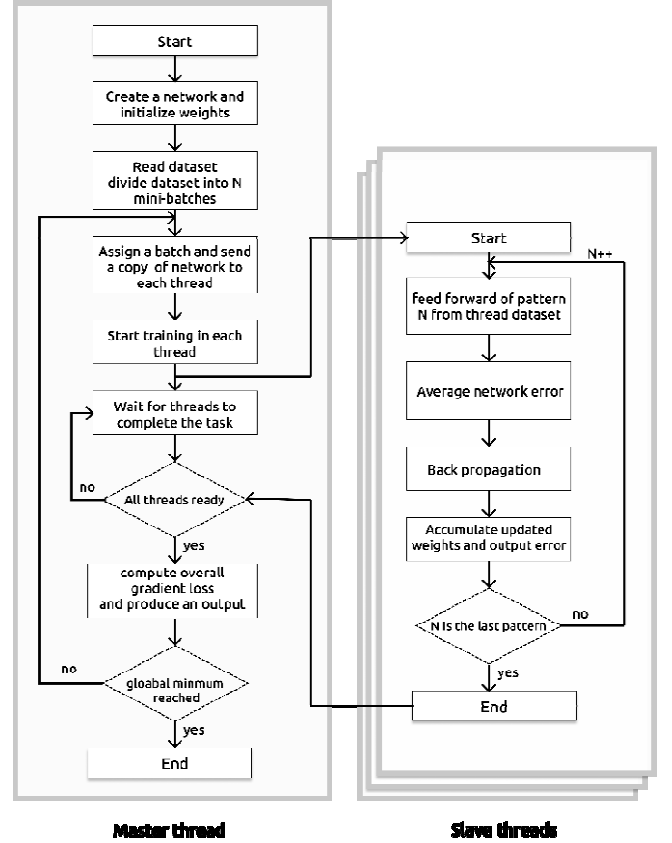 Start
Create a network and
initialize weights
Read dataset
divide dataset into N
mini-batches
Assign a batch and send
a copy of network to
each thread
Start training in each
thread
Wait for threads to
complete the task
no
All threads ready
yes
compute overall
gradient loss
and produce an output
no
gloabal minmum
reached
yes
End
Master thread
Start
N++
feed forward of pattern
N from thread dataset
Average network error
Back propagation
Accumulate updated
weights and output error
N is the last pattern
no
yes
End
Slave threads